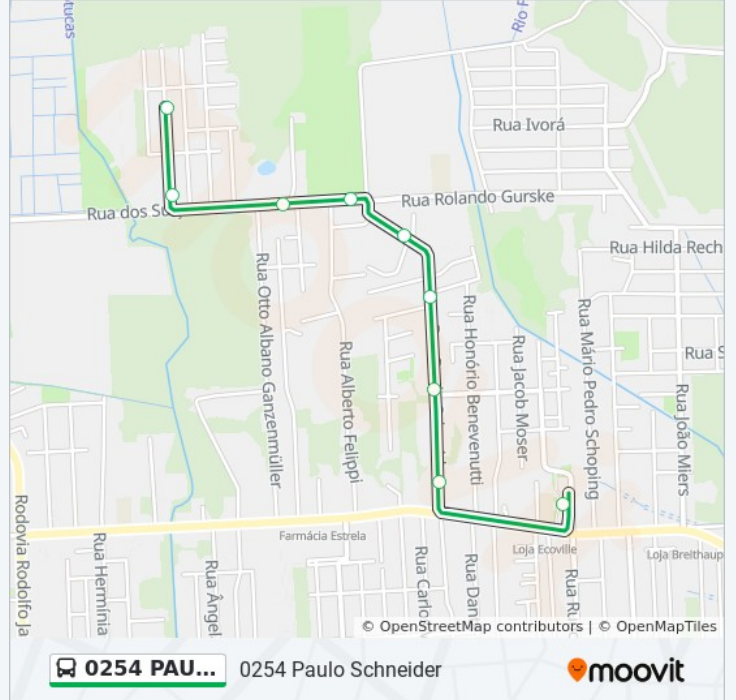 tucas
Rio P
Rua Ivorá
Rua Rolando Gurske
Rua dos Su
Rua Hilda Rech
Rua Otto Albano Ganzenmüller
Rua Alberto Felippi
Rua Honório Benevenutti
Rua Jacob Moser
Rua Mário Pedro Schoping
Rua S
Rua João Miers
Rodovia Rodolfo Ja
Rua Hermínia
Rua Ângel
Farmácia Estrela
Rua Carlo
Rua Dan
Loja Ecoville
Rua Ru
Loja Breithaup
© OpenStreetMap contributors | © OpenMapTiles
0254 PAU...
0254 Paulo Schneider
moovit